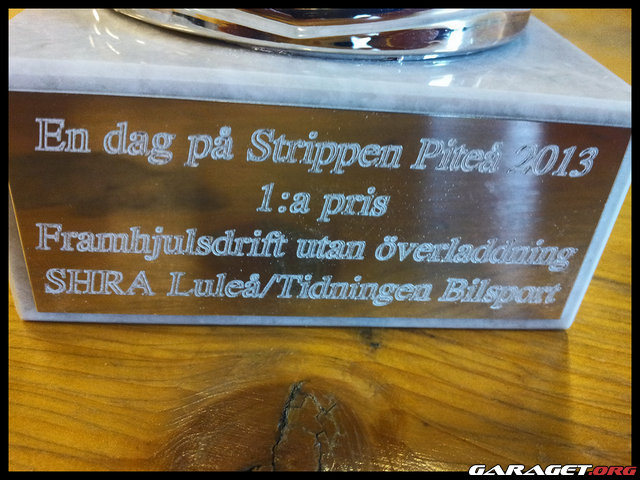 En dag på Strippen Piteå 2013
1:a pris
Framhjulsdrift utan överladdning
SHRA Luleå/Tidningen Bilsport
GARAGET.ORG